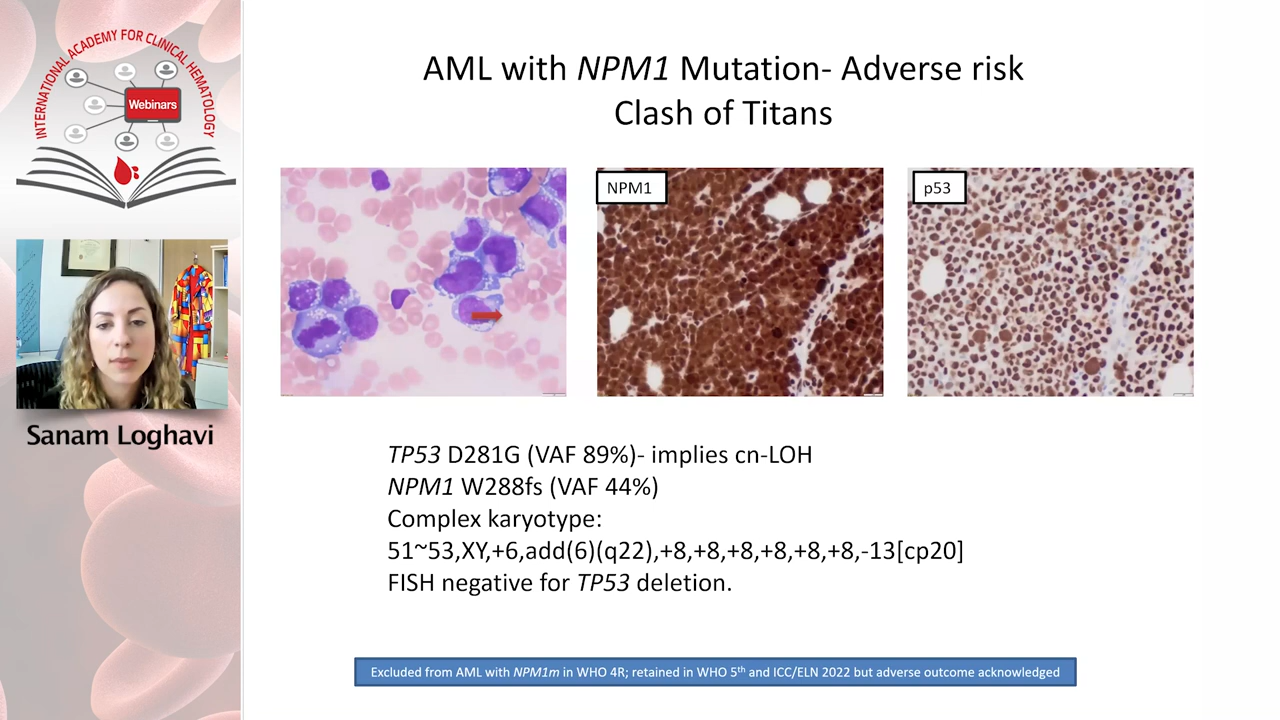 INTERNATIONAL ACADEMY FOR CLINICAL HEMATOLOGY
Webinars
Sanam Loghavi
AML with NPM1 Mutation- Adverse risk
Clash of Titans
NPM1
p53
TP53 D281G (VAF 89%)- implies cn-LOH
NPM1 W288fs (VAF 44%)
Complex karyotype:
51~53,XY,+6,add(6)(q22),+8,+8,+8,+8,+8,+8,-13[cp20]
FISH negative for TP53 deletion.
Excluded from AML with NPM1m in WHO 4R; retained in WHO 5th and ICC/ELN 2022 but adverse outcome acknowledged